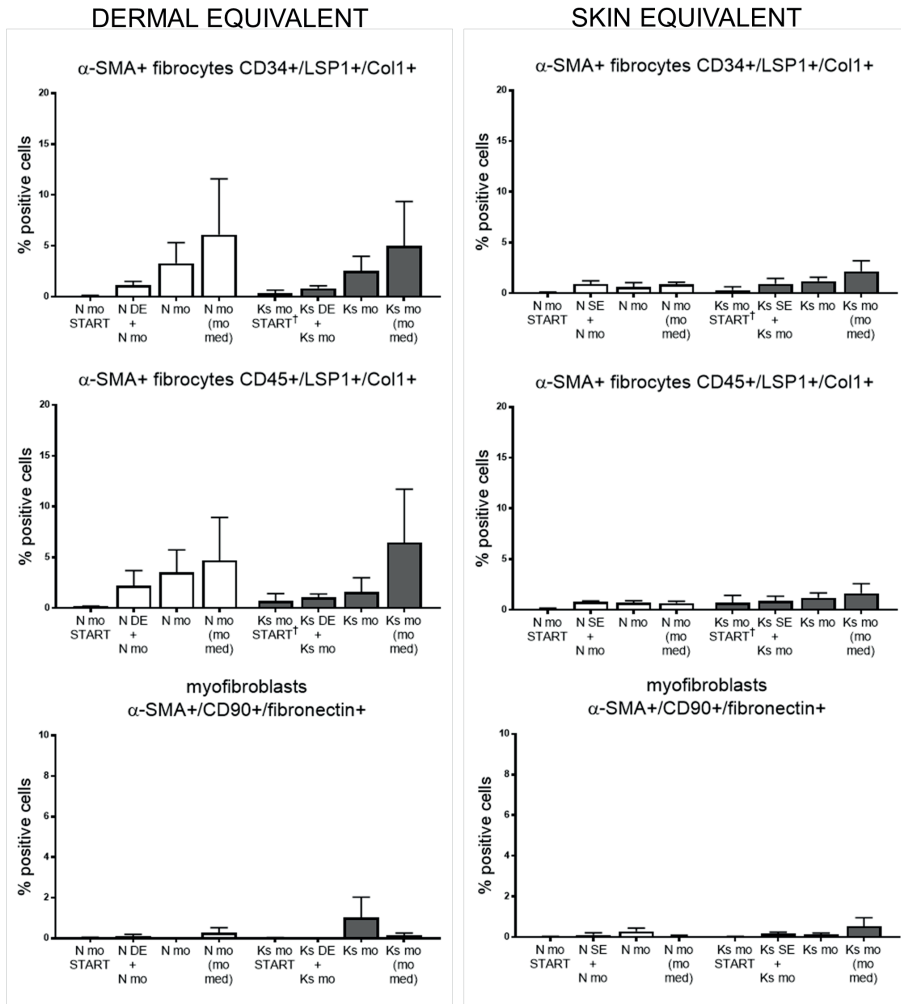 DERMAL EQUIVALENT
α-SMA+ fibrocytes CD34+/LSP1+/Col1+
% positive cells
20
15
10
5
0
N mo START
N DE + N mo
N mo
N mo (mo med)
Ks mo START†
Ks DE + Ks mo
Ks mo
Ks mo (mo med)
α-SMA+ fibrocytes CD45+/LSP1+/Col1+
% positive cells
20
15
10
5
0
N mo START
N DE + N mo
N mo
N mo (mo med)
Ks mo START†
Ks DE + Ks mo
Ks mo
Ks mo (mo med)
myofibroblasts
α-SMA+/CD90+/fibronectin+
% positive cells
10
8
6
4
2
0
N mo START
N DE + N mo
N mo
N mo (mo med)
Ks mo START
Ks DE + Ks mo
Ks mo
Ks mo (mo med)
SKIN EQUIVALENT
α-SMA+ fibrocytes CD34+/LSP1+/Col1+
% positive cells
20
15
10
5
0
N mo START
N SE + N mo
N mo
N mo (mo med)
Ks mo START†
Ks SE + Ks mo
Ks mo
Ks mo (mo med)
α-SMA+ fibrocytes CD45+/LSP1+/Col1+
% positive cells
20
15
10
5
0
N mo START
N SE + N mo
N mo
N mo (mo med)
Ks mo START†
Ks SE + Ks mo
Ks mo
Ks mo (mo med)
myofibroblasts
α-SMA+/CD90+/fibronectin+
% positive cells
10
8
6
4
2
0
N mo START
N SE + N mo
N mo
N mo (mo med)
Ks mo START
Ks SE + Ks mo
Ks mo
Ks mo (mo med)